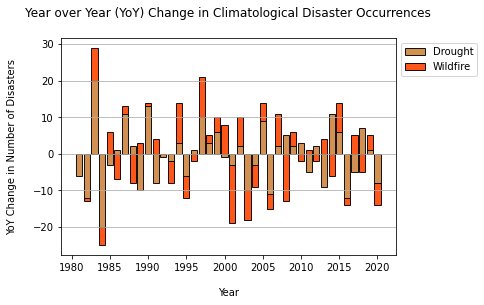 Year over Year (YoY) Change in Climatological Disaster Occurrences
YoY Change in Number of Disasters
30
20
10
0
−10
−20
1980 1985 1990 1995 2000 2005 2010 2015 2020
Year
Drought
Wildfire